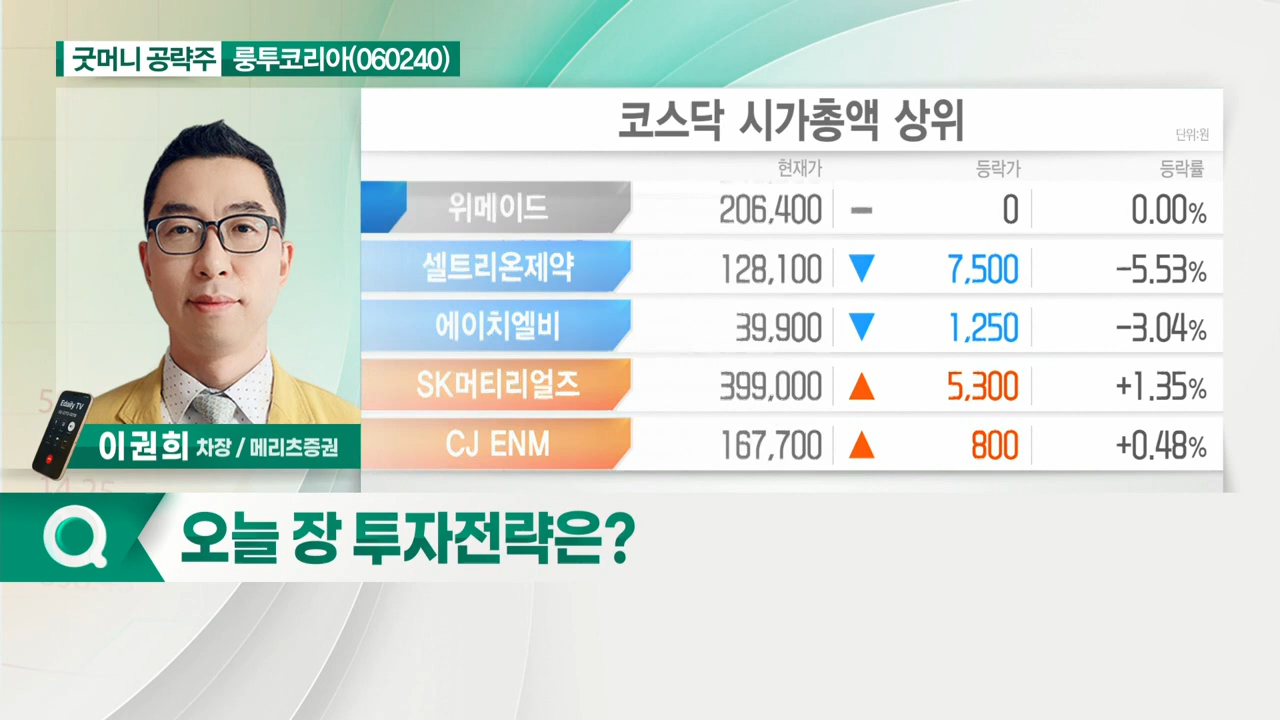 굿머니 공략주 룽투코리아(060240)
코스닥 시가총액 상위
단위:원
현재가 등락가 등락률
위메이드 206,400 0 0.00%
셀트리온제약 128,100 ▼ 7,500 -5.53%
에이치엘비 39,900 ▼ 1,250 -3.04%
SK머티리얼즈 399,000 ▲ 5,300 +1.35%
CJ ENM 167,700 ▲ 800 +0.48%
Edaily TV
이권희 차장 / 메리츠증권
오늘 장 투자전략은?